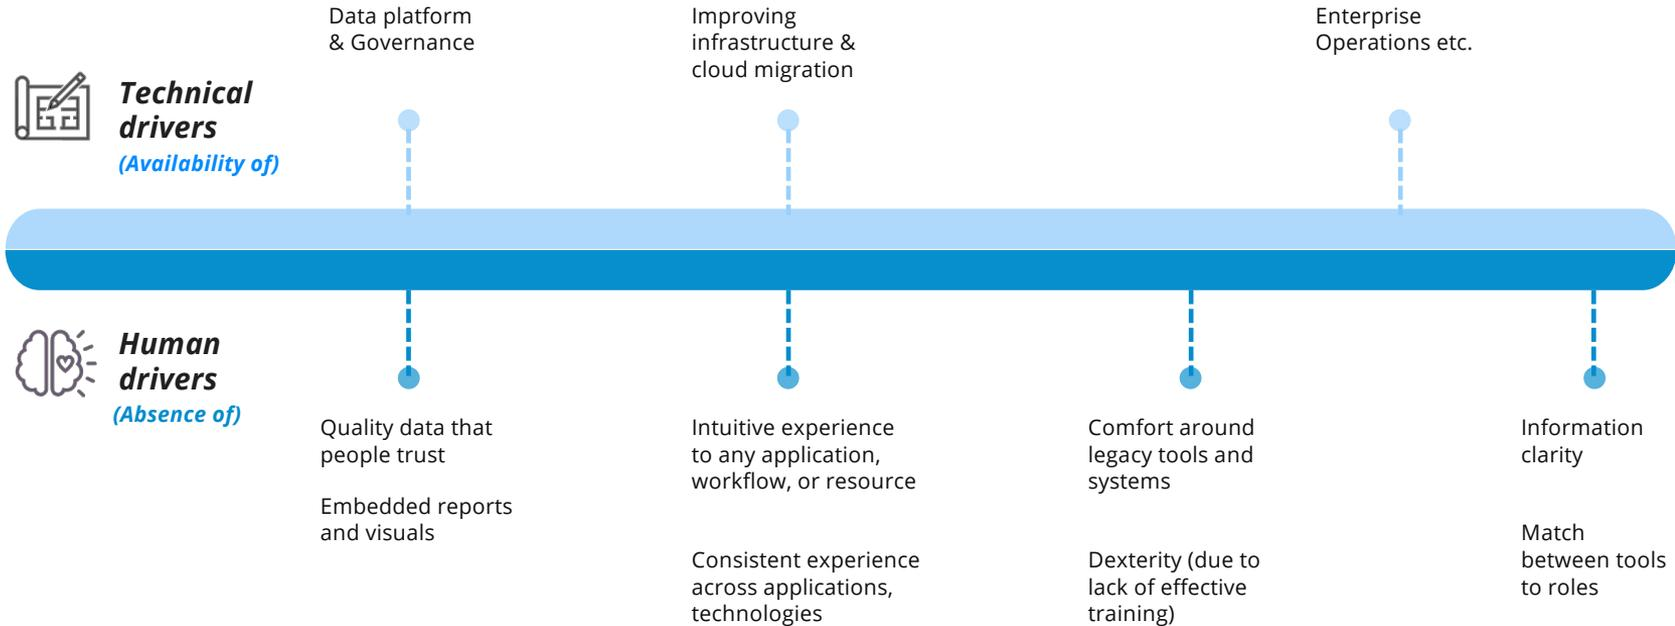 Data platform
& Governance
Improving
infrastructure &
cloud migration
Enterprise
Operations etc.
Technical
drivers
(Availability of)
Human
drivers
(Absence of)
Quality data that
people trust
Embedded reports
and visuals
Intuitive experience
to any application,
workflow, or resource
Consistent experience
across applications,
technologies
Comfort around
legacy tools and
systems
Dexterity (due to
lack of effective
training)
Information
clarity
Match
between tools
to roles